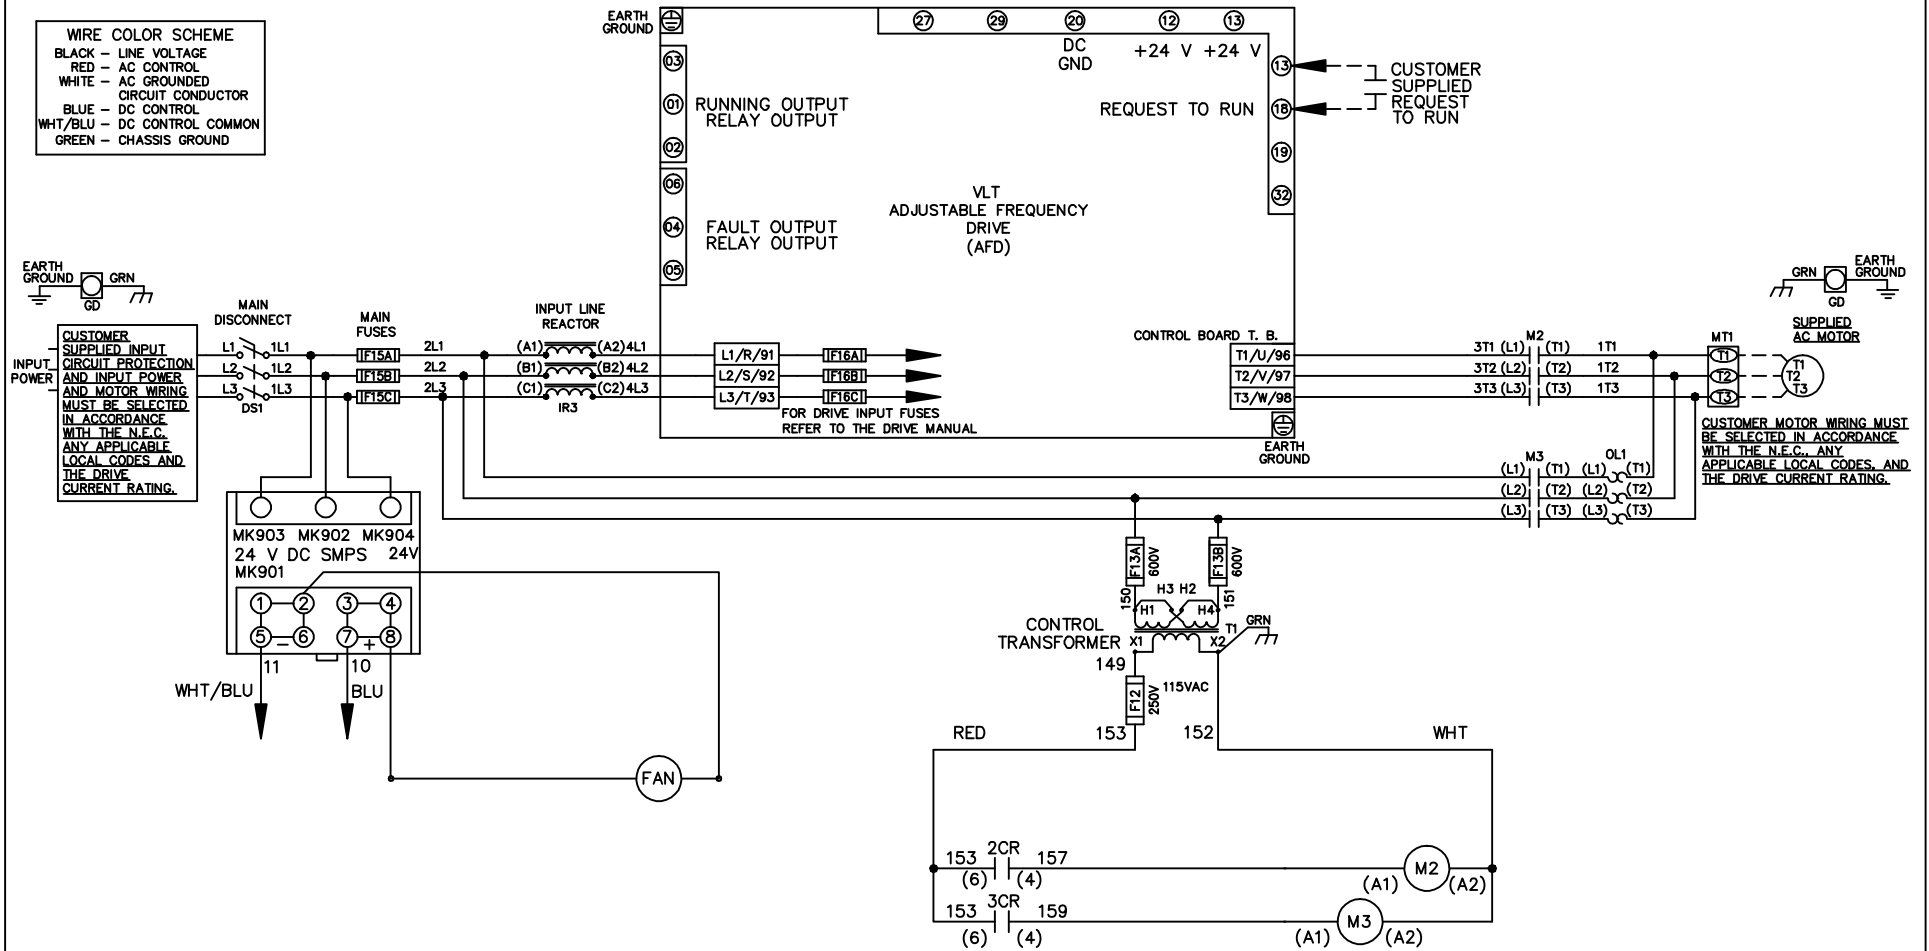 WIRE COLOR SCHEME
BLACK – LINE VOLTAGE
RED – AC CONTROL
WHITE – AC GROUNDED
CIRCUIT CONDUCTOR
BLUE – DC CONTROL
WHT/BLU – DC CONTROL COMMON
GREEN – CHASSIS GROUND
EARTH
GROUND
27 29 20 12 13
DC
GND
+24 V +24 V
03
01
02
RUNNING OUTPUT
RELAY OUTPUT
06
04
05
FAULT OUTPUT
RELAY OUTPUT
VLT
ADJUSTABLE FREQUENCY
DRIVE
(AFD)
13
REQUEST TO RUN 18
19
32
CUSTOMER
SUPPLIED
REQUEST
TO RUN
EARTH
GROUND
GRN
GD
INPUT
POWER
CUSTOMER
SUPPLIED INPUT
CIRCUIT PROTECTION
AND INPUT POWER
AND MOTOR WIRING
MUST BE SELECTED
IN ACCORDANCE
WITH THE N.E.C.
ANY APPLICABLE
LOCAL CODES AND
THE DRIVE
CURRENT RATING.
MAIN
DISCONNECT
L1 1L1
L2 1L2
L3 1L3
DS1
MAIN
FUSES
F15A 2L1
F15B 2L2
F15C 2L3
INPUT LINE
REACTOR
(A1) (A2) 4L1
(B1) (B2) 4L2
(C1) (C2) 4L3
IR3
L1/R/91 F16A
L2/S/92 F16B
L3/T/93 F16C
FOR DRIVE INPUT FUSES
REFER TO THE DRIVE MANUAL
CONTROL BOARD T. B.
T1/U/96
T2/V/97
T3/W/98
EARTH
GROUND
M2
3T1 (L1) (T1) 1T1
3T2 (L2) (T2) 1T2
3T3 (L3) (T3) 1T3
MT1
T1
T2
T3
GRN
GD
EARTH
GROUND
SUPPLIED
AC MOTOR
T1
T2
T3
CUSTOMER MOTOR WIRING MUST
BE SELECTED IN ACCORDANCE
WITH THE N.E.C., ANY
APPLICABLE LOCAL CODES, AND
THE DRIVE CURRENT RATING.
M3 OL1
(L1) (T1) (L1) (T1)
(L2) (T2) (L2) (T2)
(L3) (T3) (L3) (T3)
MK903 MK902 MK904
24 V DC SMPS 24V
MK901
1 2 3 4
5 – 6 7 + 8
11 10
WHT/BLU BLU
FAN
F13A 600V F13B 600V
150 151
H3 H2
H1 H4
CONTROL
TRANSFORMER
X1 X2 T1 GRN
149
F12 250V 115VAC
RED 153 152 WHT
153 2CR 157
(6) (4)
M2
(A1) (A2)
153 3CR 159
(6) (4)
M3
(A1) (A2)